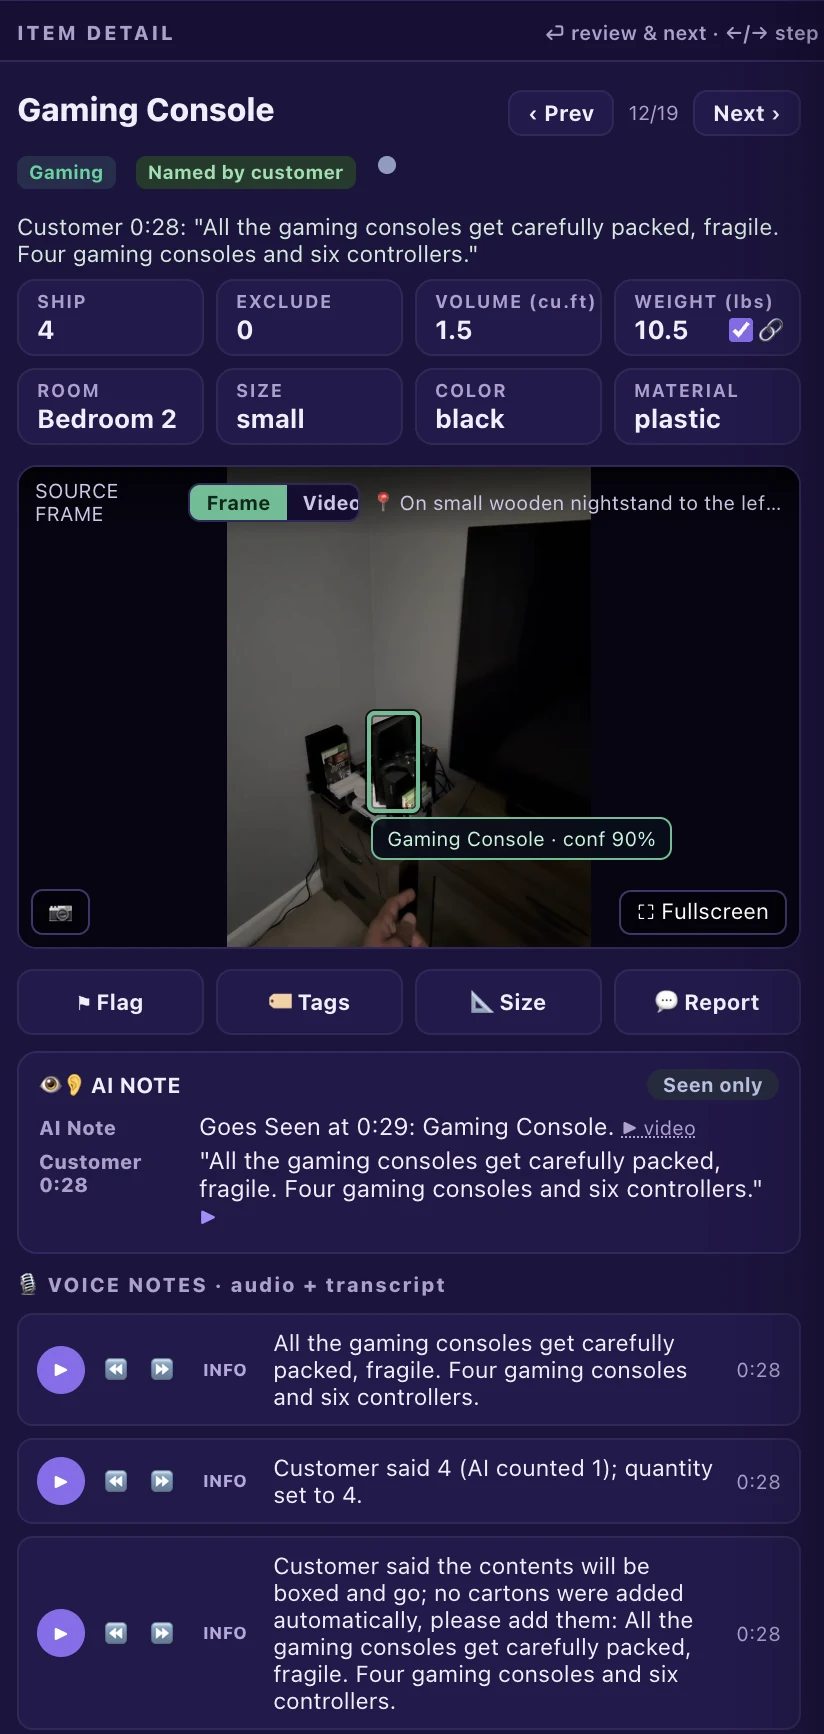 ITEM DETAIL
⏎ review & next · ←/→ step
Gaming Console
‹ Prev
12/19
Next ›
Gaming
Named by customer
Customer 0:28: "All the gaming consoles get carefully packed, fragile.
Four gaming consoles and six controllers."
SHIP
4
EXCLUDE
0
VOLUME (cu.ft)
1.5
WEIGHT (lbs)
10.5
ROOM
Bedroom 2
SIZE
small
COLOR
black
MATERIAL
plastic
SOURCE
FRAME
Frame
Video
📍 On small wooden nightstand to the lef...
Gaming Console · conf 90%
⛶ Fullscreen
⚑ Flag
🏷️ Tags
📐 Size
💬 Report
👁️👂 AI NOTE
Seen only
AI Note
Goes Seen at 0:29: Gaming Console. ▶ video
Customer
0:28
"All the gaming consoles get carefully packed,
fragile. Four gaming consoles and six controllers."
▶
🎙️ VOICE NOTES · audio + transcript
INFO
All the gaming consoles get carefully
packed, fragile. Four gaming consoles
and six controllers.
0:28
INFO
Customer said 4 (AI counted 1); quantity
set to 4.
0:28
INFO
Customer said the contents will be
boxed and go; no cartons were added
automatically, please add them: All the
gaming consoles get carefully packed,
fragile. Four gaming consoles and six
controllers.
0:28